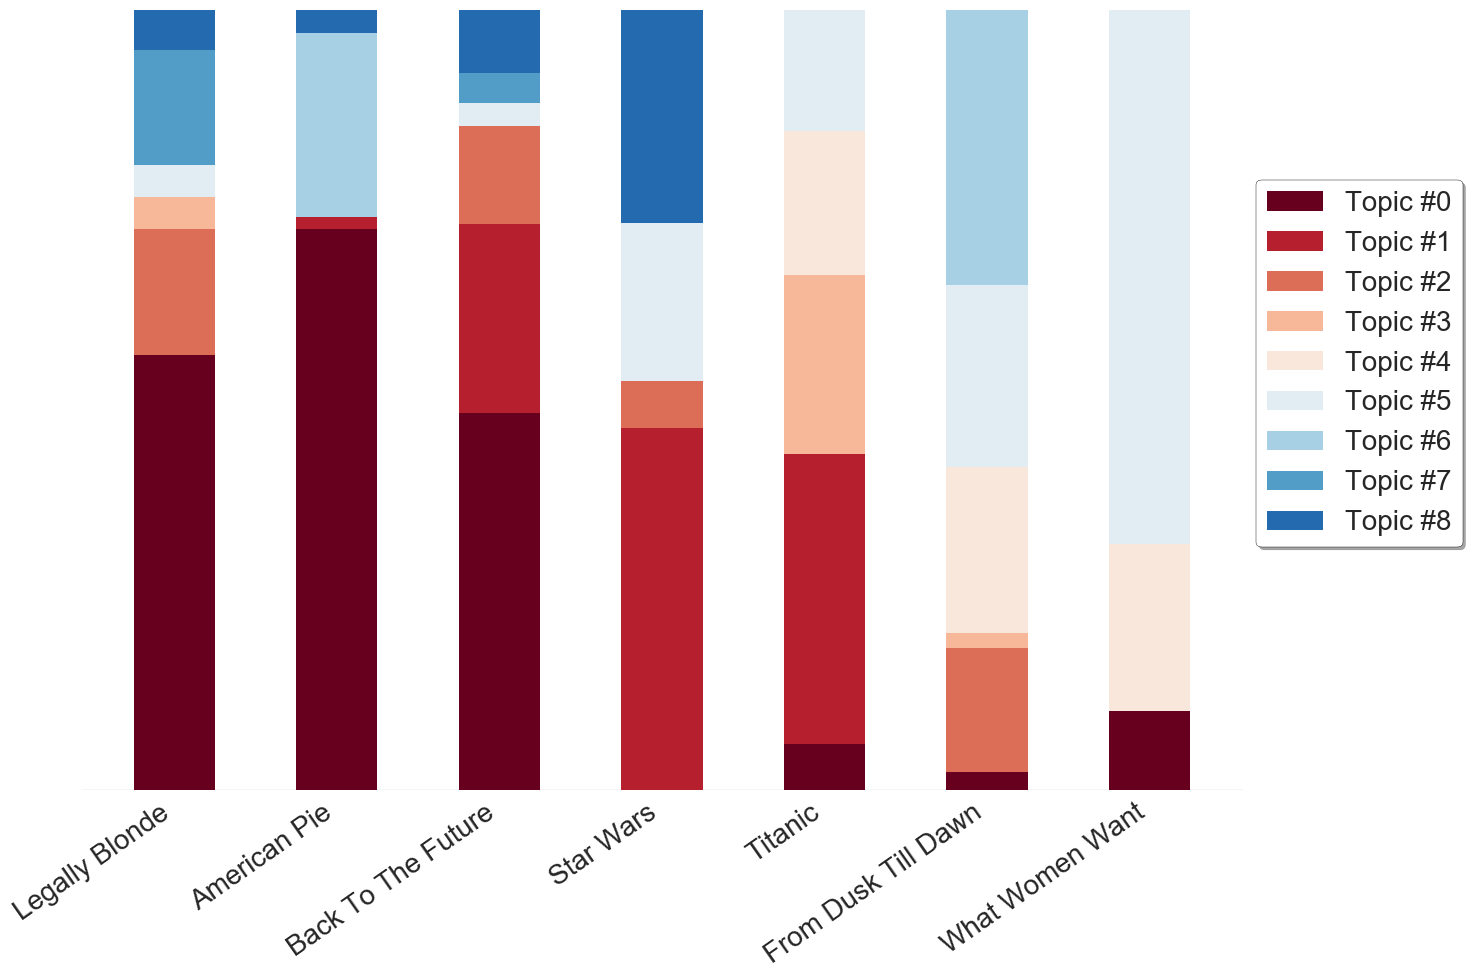 Topic #0
Topic #1
Topic #2
Topic #3
Topic #4
Topic #5
Topic #6
Topic #7
Topic #8
Legally Blonde
American Pie
Back To The Future
Star Wars
Titanic
From Dusk Till Dawn
What Women Want